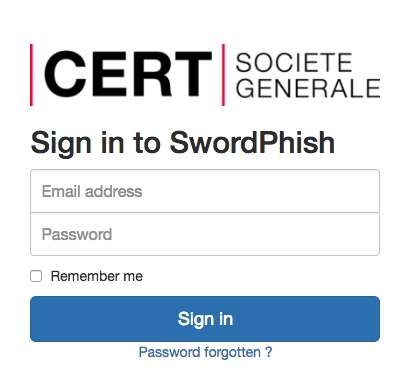 CERT SOCIETE
GENERALE
Sign in to SwordPhish
Email address
Password
Remember me
Sign in
Password forgotten ?